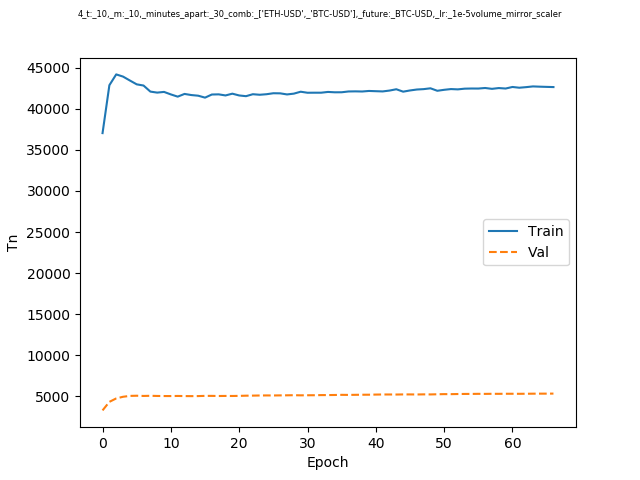 4_t:_10,_m:_10,_minutes_apart:_30_comb:_['ETH-USD',_'BTC-USD'],_future:_BTC-USD,_lr:_1e-5volume_mirror_scaler
45000
40000
35000
30000
25000
20000
15000
10000
5000
Tn
Train
Val
0 10 20 30 40 50 60
Epoch